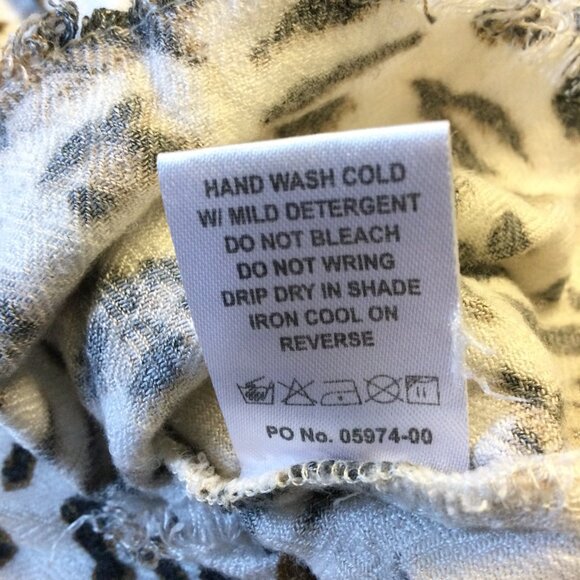 HAND WASH COLD
W/ MILD DETERGENT
DO NOT BLEACH
DO NOT WRING
DRIP DRY IN SHADE
IRON COOL ON
REVERSE
PO No. 05974-00